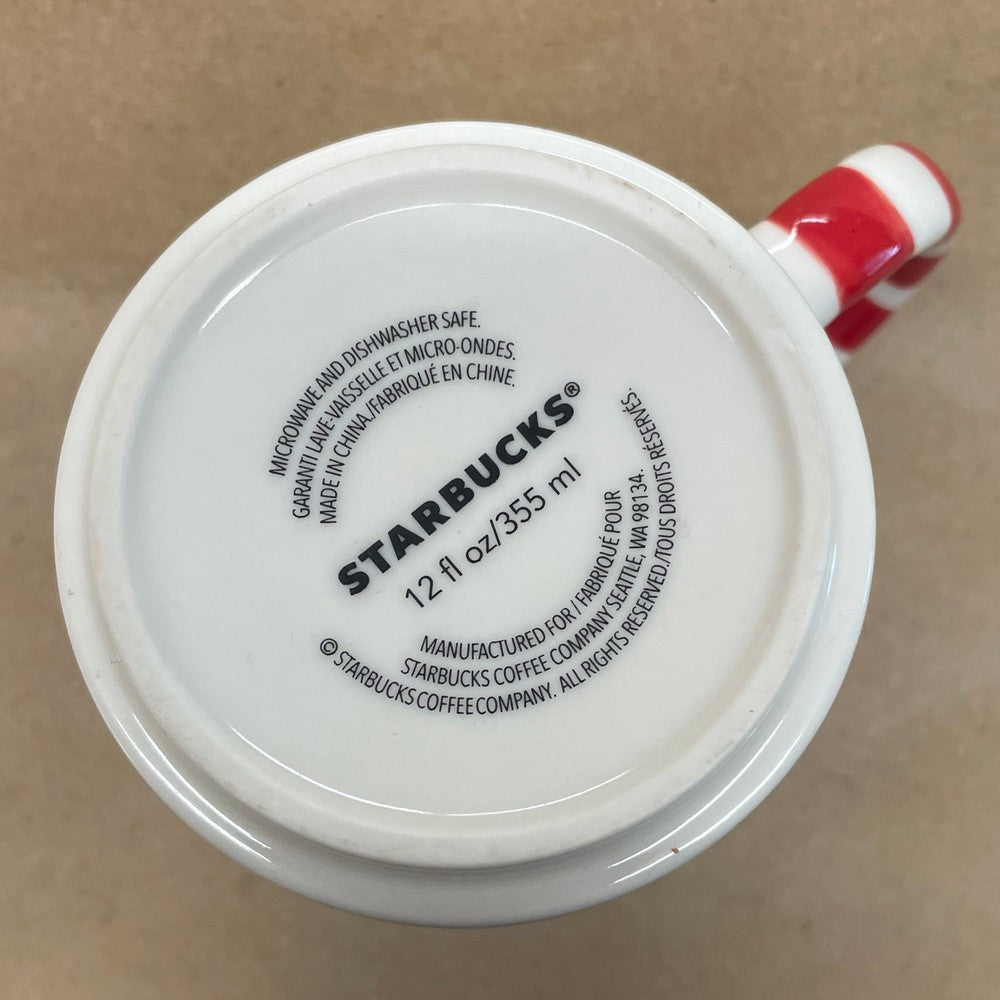 MICROWAVE AND DISHWASHER SAFE.
GARANTI LAVE-VAISSELLE ET MICRO-ONDES.
MADE IN CHINA./FABRIQUÉ EN CHINE.
STARBUCKS®
12 fl oz/355 ml
MANUFACTURED FOR/FABRIQUÉ POUR
STARBUCKS COFFEE COMPANY SEATTLE, WA 98134.
© STARBUCKS COFFEE COMPANY. ALL RIGHTS RESERVED./TOUS DROITS RÉSERVÉS.